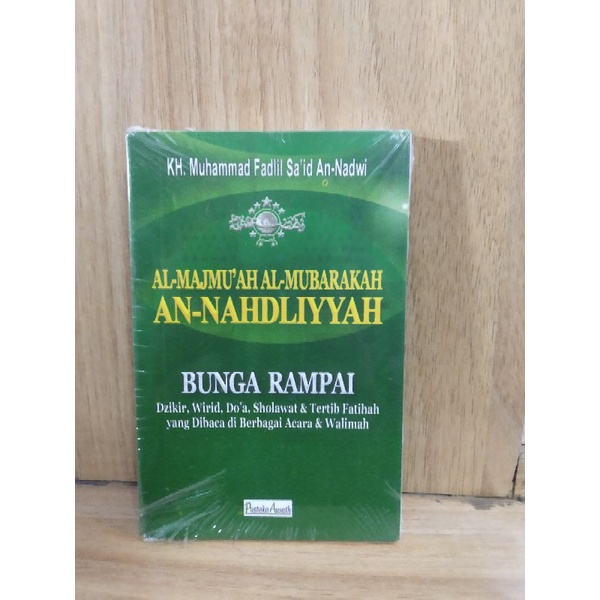 KH. Muhammad Fadlil Sa'id An-Nadwi
AL-MAJMU'AH AL-MUBARAKAH
AN-NAHDLIYYAH
BUNGA RAMPAI
Dzikir, Wirid, Do'a, Sholawat & Tertib Fatihah
yang Dibaca di Berbagai Acara & Walimah
Pustaka